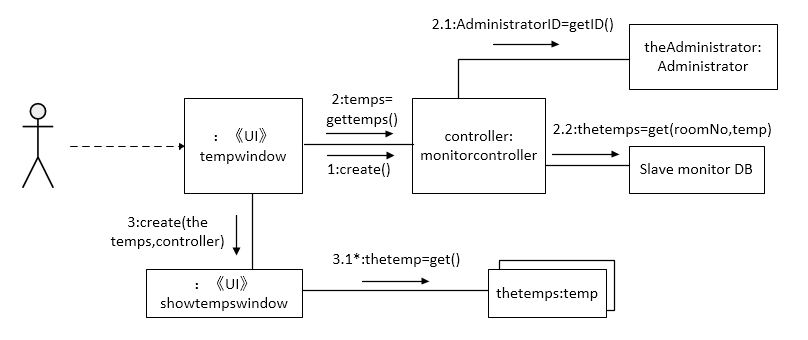 2.1:AdministratorID=getID()
theAdministrator:
Administrator
2:temps=
gettemps()
: 《UI》
tempwindow
controller:
monitorcontroller
2.2:thetemps=get(roomNo,temp)
1:create()
Slave monitor DB
3:create(the
temps,controller)
3.1*:thetemp=get()
: 《UI》
showtempswindow
thetemps:temp